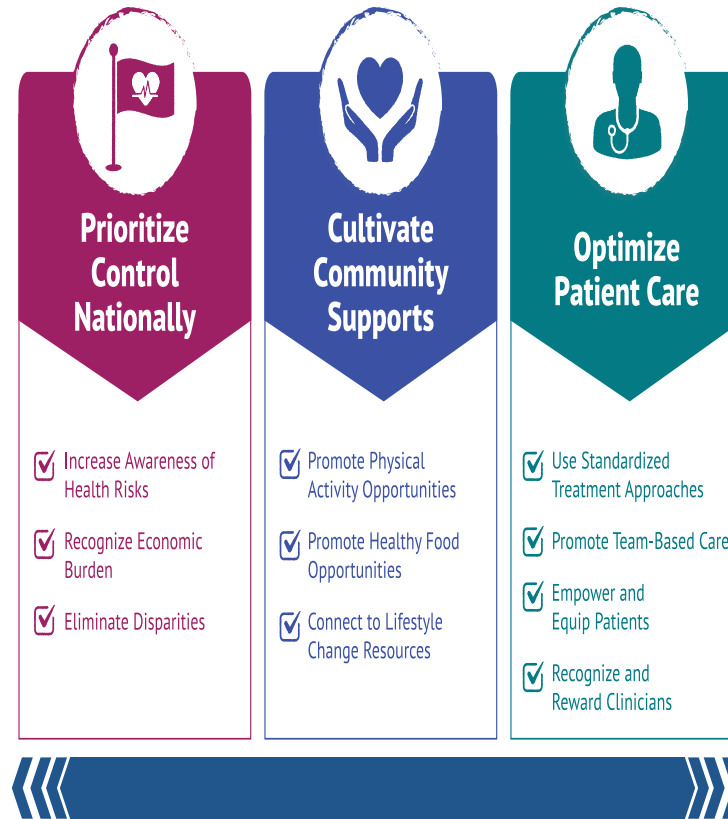 Prioritize
Control
Nationally
Increase Awareness of
Health Risks
Recognize Economic
Burden
Eliminate Disparities
Cultivate
Community
Supports
Promote Physical
Activity Opportunities
Promote Healthy Food
Opportunities
Connect to Lifestyle
Change Resources
Optimize
Patient Care
Use Standardized
Treatment Approaches
Promote Team-Based Care
Empower and
Equip Patients
Recognize and
Reward Clinicians